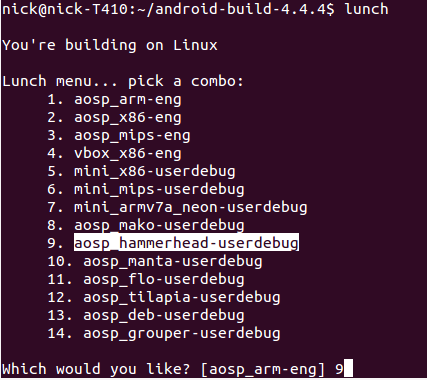 nick@nick-T410:~/android-build-4.4.4$ lunch
You're building on Linux
Lunch menu... pick a combo:
1. aosp_arm-eng
2. aosp_x86-eng
3. aosp_mips-eng
4. vbox_x86-eng
5. mini_x86-userdebug
6. mini_mips-userdebug
7. mini_armv7a_neon-userdebug
8. aosp_mako-userdebug
9. aosp_hammerhead-userdebug
10. aosp_manta-userdebug
11. aosp_flo-userdebug
12. aosp_tilapia-userdebug
13. aosp_deb-userdebug
14. aosp_grouper-userdebug
Which would you like? [aosp_arm-eng] 9